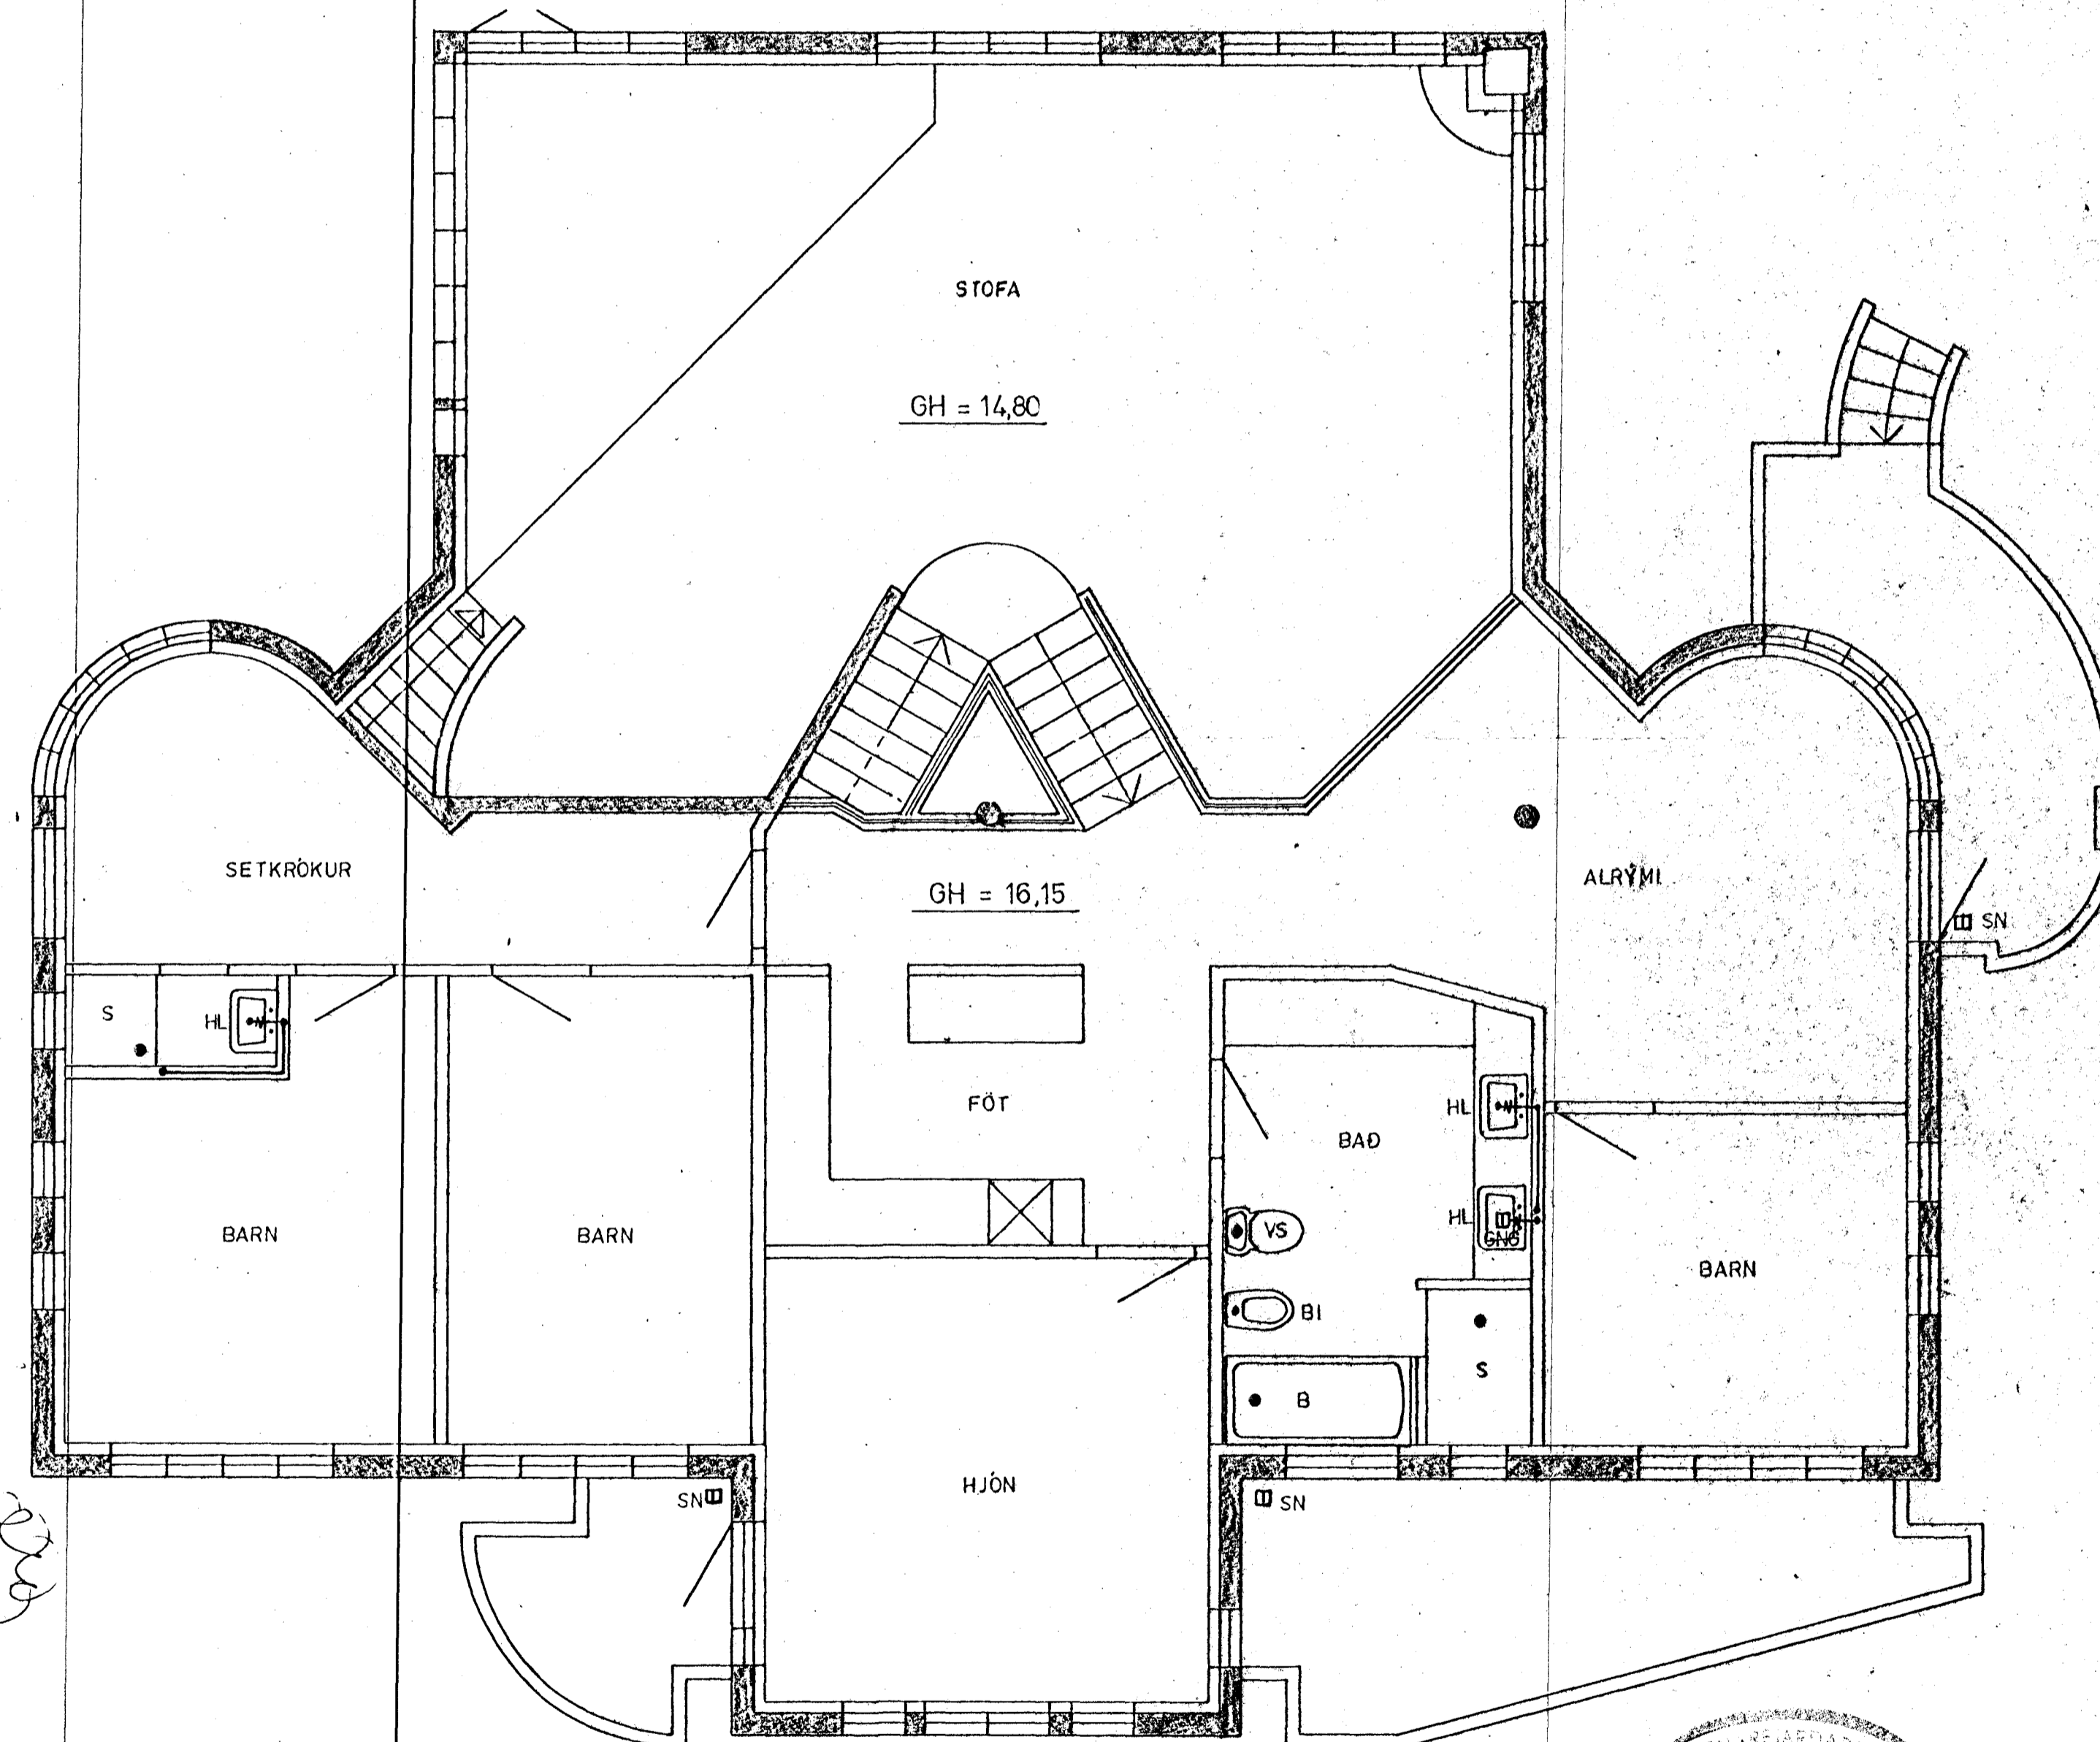 STOFA
GH = 14,80
SETKRÓKUR
GH = 16,15
ALRÝMI
SN
S
HL
FÖT
HL
BAÐ
BARN
BARN
VS
HL
GNG
BARN
BI
S
B
HJÓN
SN
SN